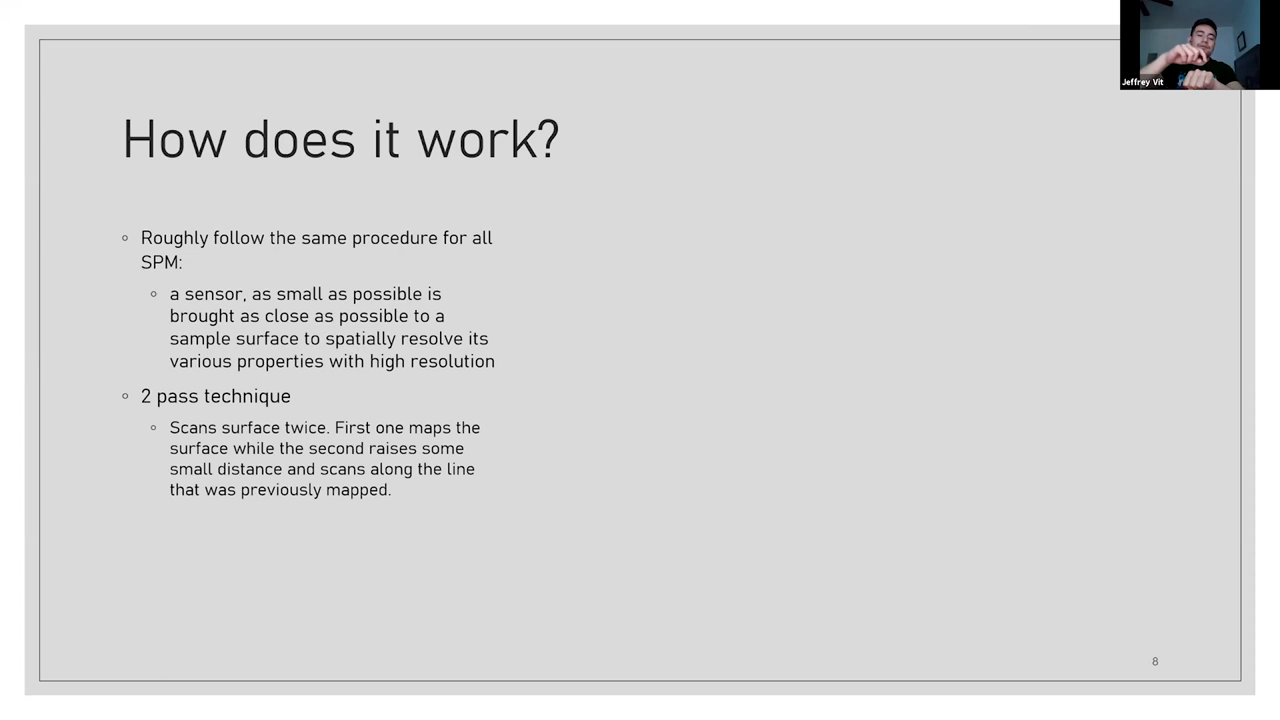 Jeffrey Vit
How does it work?
◦ Roughly follow the same procedure for all
SPM:
◦ a sensor, as small as possible is
brought as close as possible to a
sample surface to spatially resolve its
various properties with high resolution
◦ 2 pass technique
◦ Scans surface twice. First one maps the
surface while the second raises some
small distance and scans along the line
that was previously mapped.
8